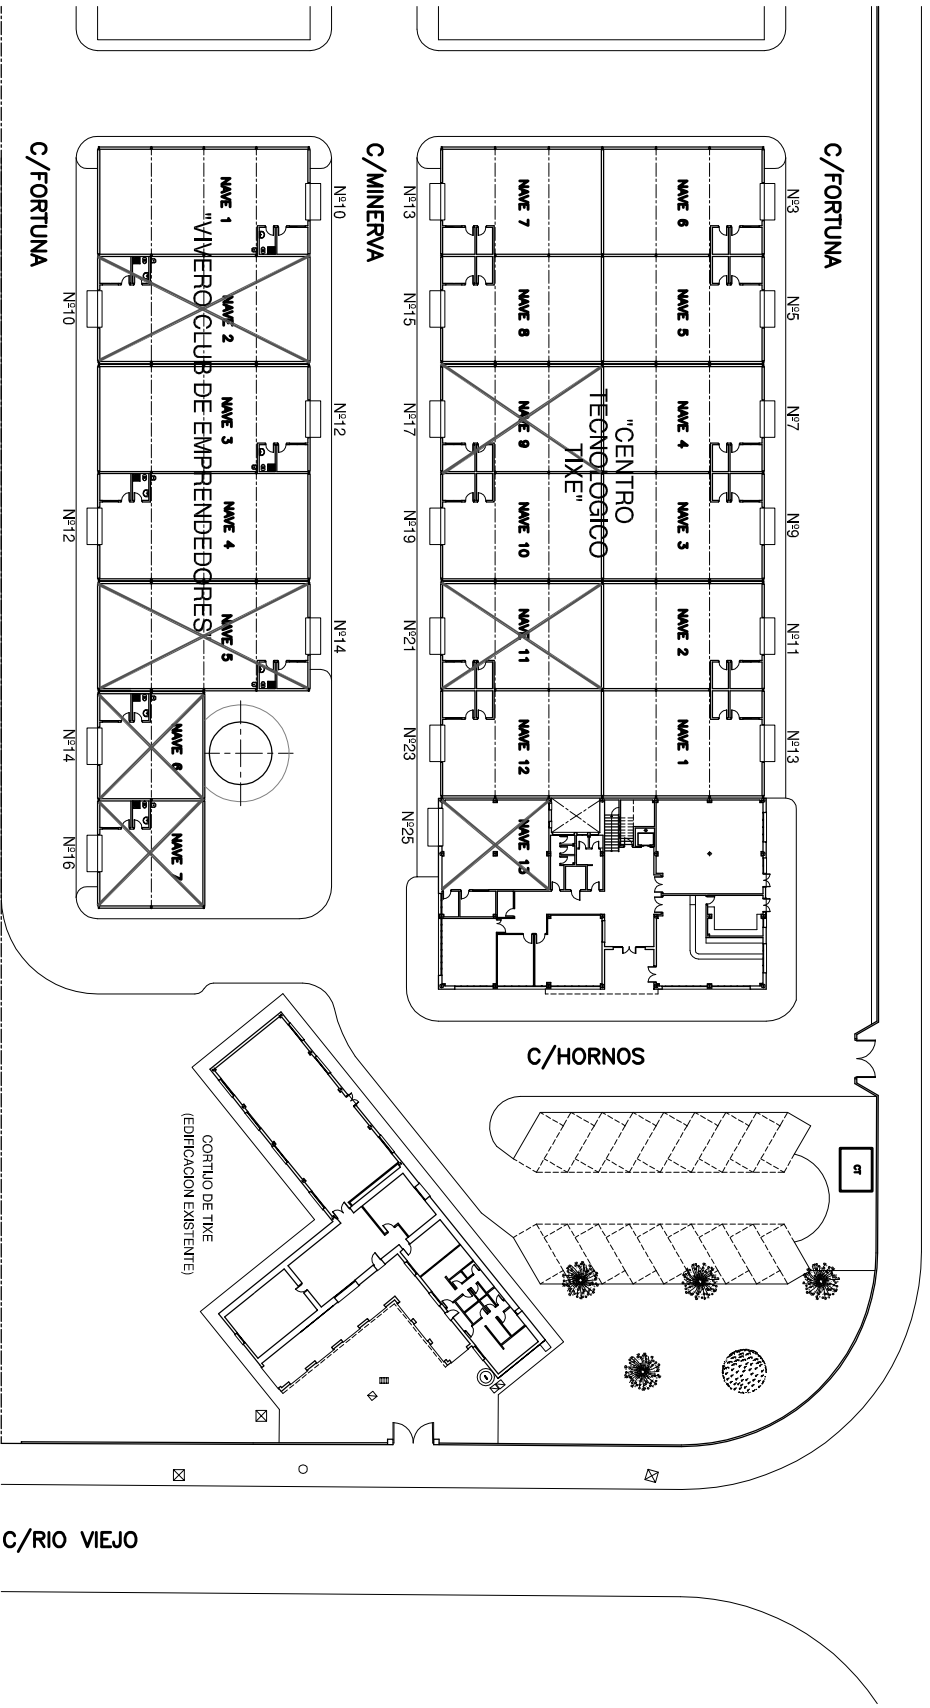 C/FORTUNA
C/MINERVA
C/FORTUNA
Nº10
Nº13
Nº3
NAVE 1
NAVE 7
NAVE 6
"VIVERO CLUB DE EMPRENDEDORES"
Nº10
NAVE 2
Nº15
NAVE 8
NAVE 5
Nº5
NAVE 3
Nº12
Nº17
NAVE 9
"CENTRO
TECNOLOGICO
TIXE"
NAVE 4
Nº7
Nº12
NAVE 4
Nº19
NAVE 10
NAVE 3
Nº9
NAVE 5
Nº14
Nº21
NAVE 11
NAVE 2
Nº11
Nº14
NAVE 6
Nº23
NAVE 12
NAVE 1
Nº13
Nº16
NAVE 7
Nº25
NAVE 13
C/HORNOS
CT
CORTIJO DE TIXE
(EDIFICACION EXISTENTE)
C/RIO VIEJO